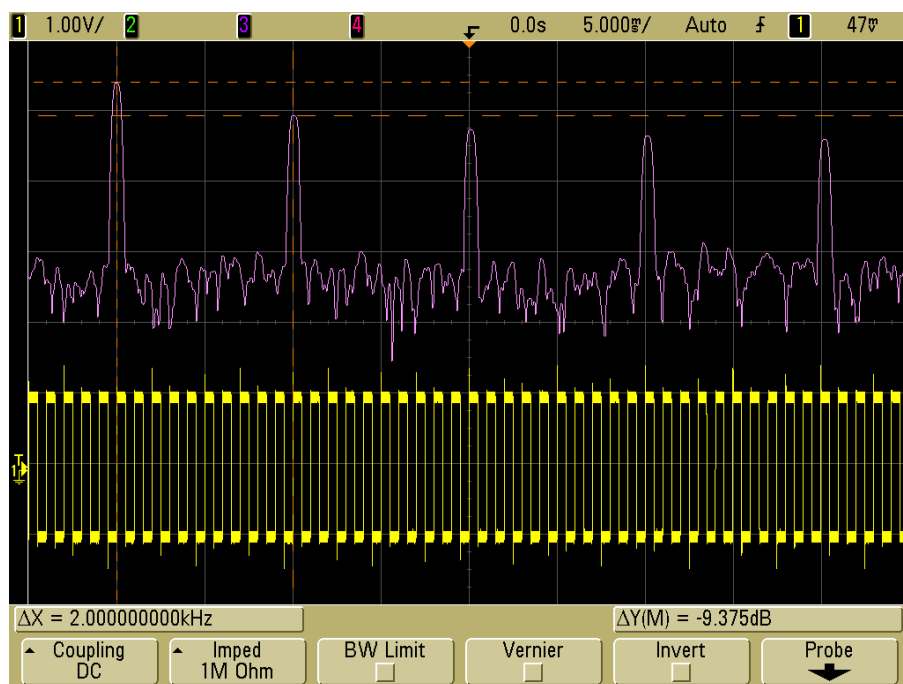 1 1.00V/ 2 3 4 0.0s 5.000ms/ Auto 1 47mV
T
1
ΔX = 2.000000000kHz ΔY(M) = -9.375dB
Coupling Imped BW Limit Vernier Invert Probe
DC 1M Ohm